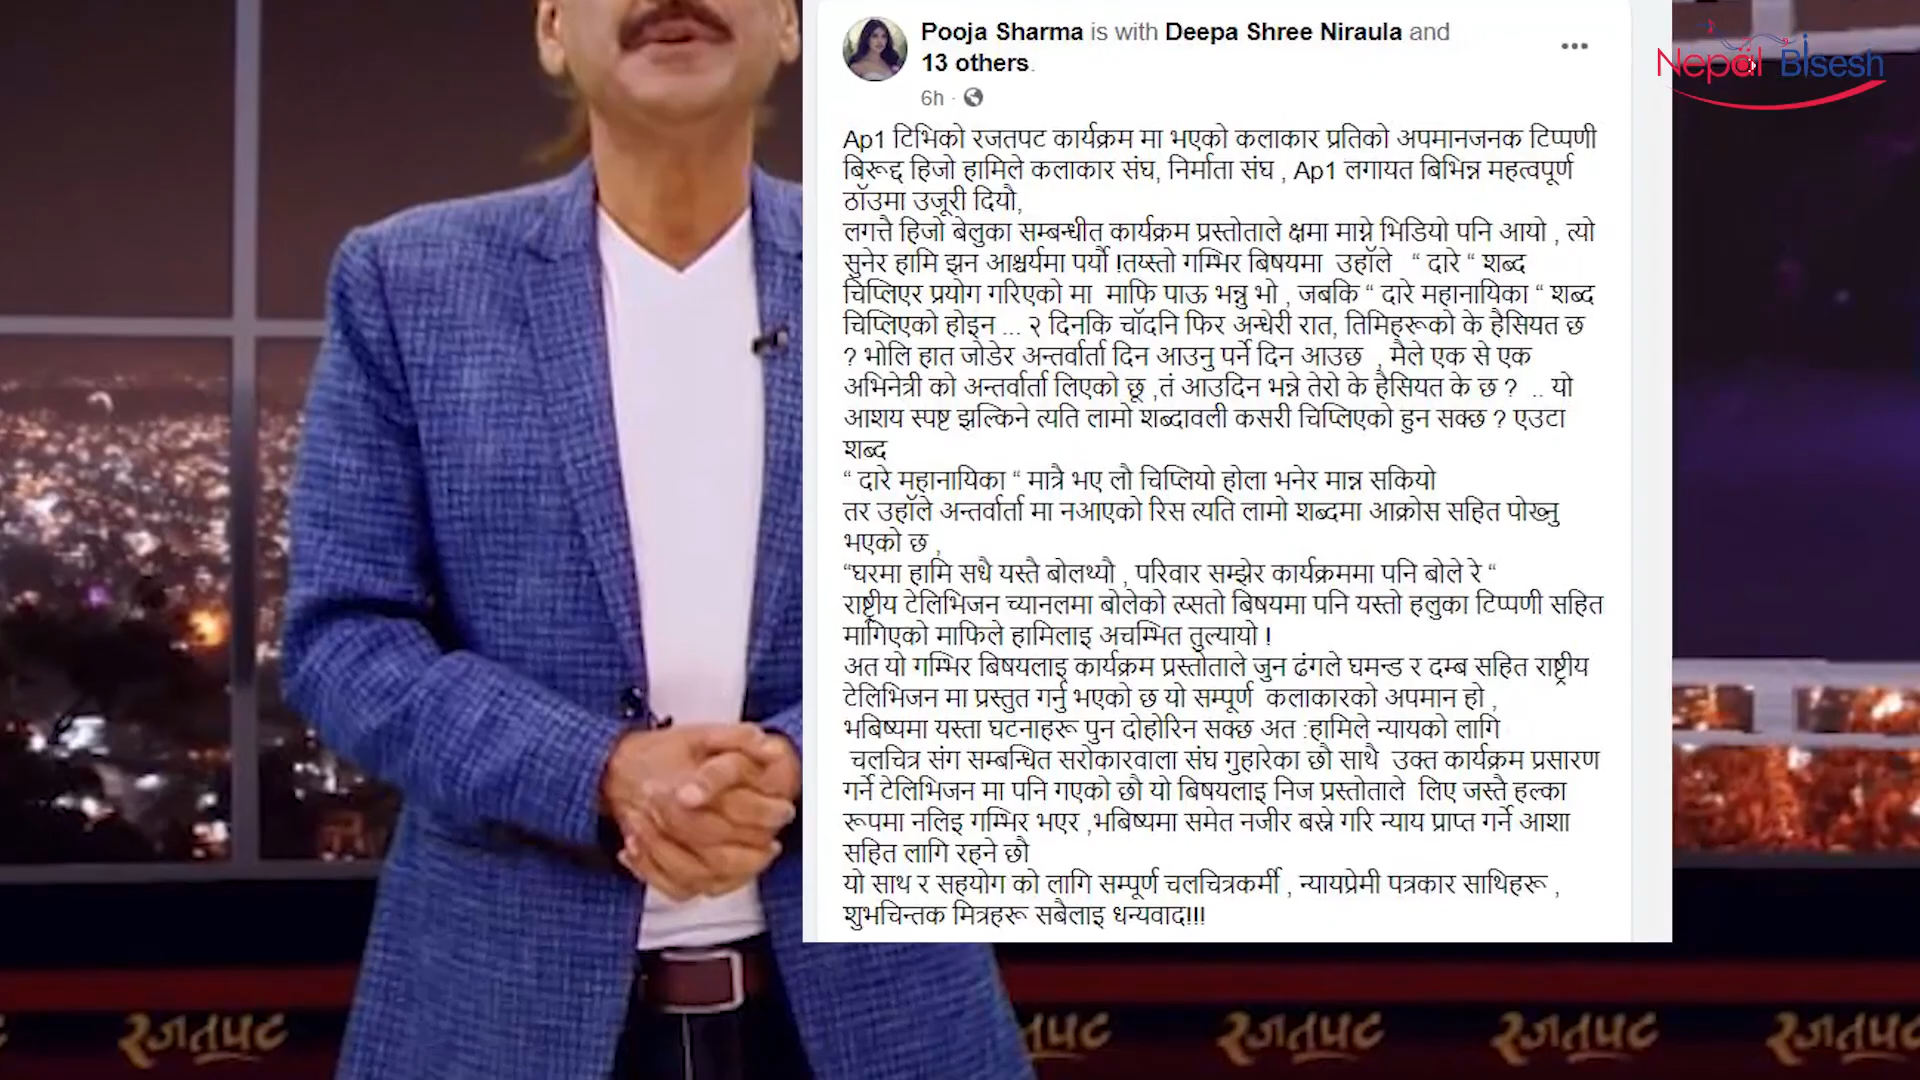 Pooja Sharma is with Deepa Shree Niraula and
13 others.
6h ·
Nepal Bisesh
Ap1 टिभिको रजतपट कार्यक्रम मा भएको कलाकार प्रतिको अपमानजनक टिप्पणी
बिरूद्द हिजो हामिले कलाकार संघ, निर्माता संघ , Ap1 लगायत बिभिन्न महत्वपूर्ण
ठाॅउमा उजूरी दियौ,
लगत्तै हिजो बेलुका सम्बन्धीत कार्यक्रम प्रस्तोताले क्षमा माग्ने भिडियो पनि आयो , त्यो
सुनेर हामि झन आश्चर्यमा पर्यौ !तय्स्तो गम्भिर बिषयमा उहाॅले “ दारे “ शब्द
चिप्लिएर प्रयोग गरिएको मा माफि पाऊ भन्नु भो , जबकि “ दारे महानायिका “ शब्द
चिप्लिएको होइन ... २ दिनकि चाॅदनि फिर अन्धेरी रात, तिमिहरूको के हैसियत छ
? भोलि हात जोडेर अन्तर्वार्ता दिन आउनु पर्ने दिन आउछ , मैले एक से एक
अभिनेत्री को अन्तर्वार्ता लिएको छू ,तं आउदिन भन्ने तेरो के हैसियत के छ ? .. यो
आशय स्पष्ट झल्किने त्यति लामो शब्दावली कसरी चिप्लिएको हुन सक्छ ? एउटा
शब्द
“ दारे महानायिका “ मात्रै भए लौ चिप्लियो होला भनेर मान्न सकियो
तर उहाॅले अन्तर्वार्ता मा नआएको रिस त्यति लामो शब्दमा आक्रोस सहित पोख्नु
भएको छ ,
“घरमा हामि सधै यस्तै बोलथ्यौ , परिवार सम्झेर कार्यक्रममा पनि बोले रे “
राष्ट्रीय टेलिभिजन च्यानलमा बोलेको त्य्सतो बिषयमा पनि यस्तो हलुका टिप्पणी सहित
मागिएको माफिले हामिलाइ अचम्भित तुल्यायो !
अत यो गम्भिर बिषयलाइ कार्यक्रम प्रस्तोताले जुन ढंगले घमन्ड र दम्ब सहित राष्ट्रीय
टेलिभिजन मा प्रस्तुत गर्नु भएको छ यो सम्पूर्ण कलाकारको अपमान हो ,
भबिष्यमा यस्ता घटनाहरू पुन दोहोरिन सक्छ अत :हामिले न्यायको लागि
चलचित्र संग सम्बन्धित सरोकारवाला संघ गुहारेका छौ साथै उक्त कार्यक्रम प्रसारण
गर्ने टेलिभिजन मा पनि गएको छौ यो बिषयलाइ निज प्रस्तोताले लिए जस्तै हल्का
रूपमा नलिइ गम्भिर भएर ,भबिष्यमा समेत नजीर बस्ने गरि न्याय प्राप्त गर्ने आशा
सहित लागि रहने छौ
यो साथ र सहयोग को लागि सम्पूर्ण चलचित्रकर्मी , न्यायप्रेमी पत्रकार साथिहरू ,
शुभचिन्तक मित्रहरू सबैलाइ धन्यवाद!!!
रजतपट रजतपट रजतपट रजतपट